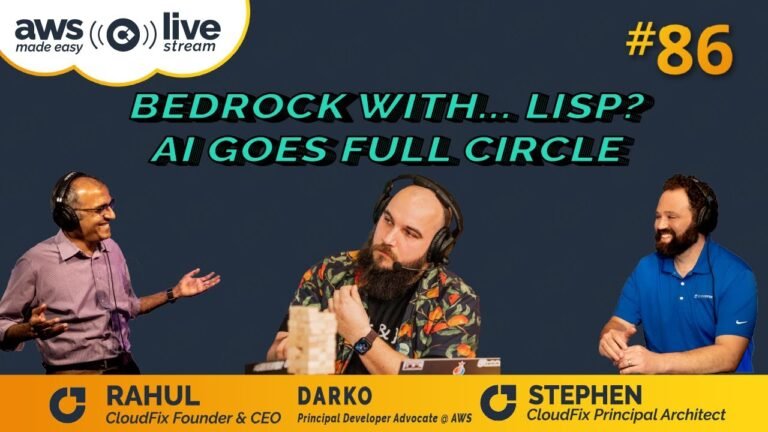 aws live
made easy stream
#86
BEDROCK WITH... LISP?
AI GOES FULL CIRCLE
RAHUL
CloudFix Founder & CEO
DARKO
Principal Developer Advocate @ AWS
STEPHEN
CloudFix Principal Architect